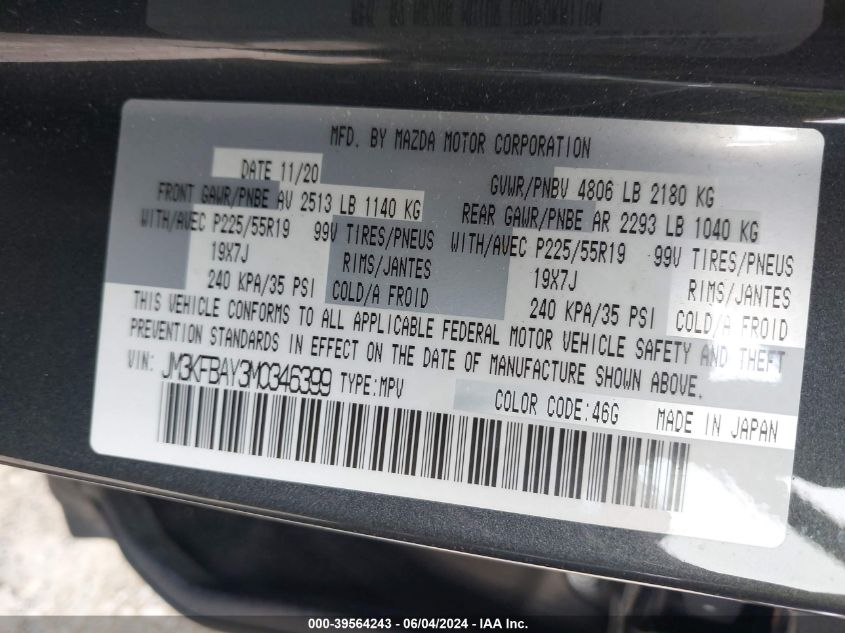 MFD. BY MAZDA MOTOR CORPORATION
DATE 11/20 GVWR/PNBV 4806 LB 2180 KG
FRONT GAWR/PNBE AV 2513 LB 1140 KG REAR GAWR/PNBE AR 2293 LB 1040 KG
WITH/AVEC P225/55R19 99V TIRES/PNEUS WITH/AVEC P225/55R19 99V TIRES/PNEUS
19X7J RIMS/JANTES 19X7J RIMS/JANTES
240 KPA/35 PSI COLD/A FROID 240 KPA/35 PSI COLD/A FROID
THIS VEHICLE CONFORMS TO ALL APPLICABLE FEDERAL MOTOR VEHICLE SAFETY AND THEFT
PREVENTION STANDARDS IN EFFECT ON THE DATE OF MANUFACTURE SHOWN ABOVE.
VIN: JM3KFBAY3M0346399 TYPE:MPV
COLOR CODE:46G MADE IN JAPAN
000-39564243 - 06/04/2024 - IAA Inc.